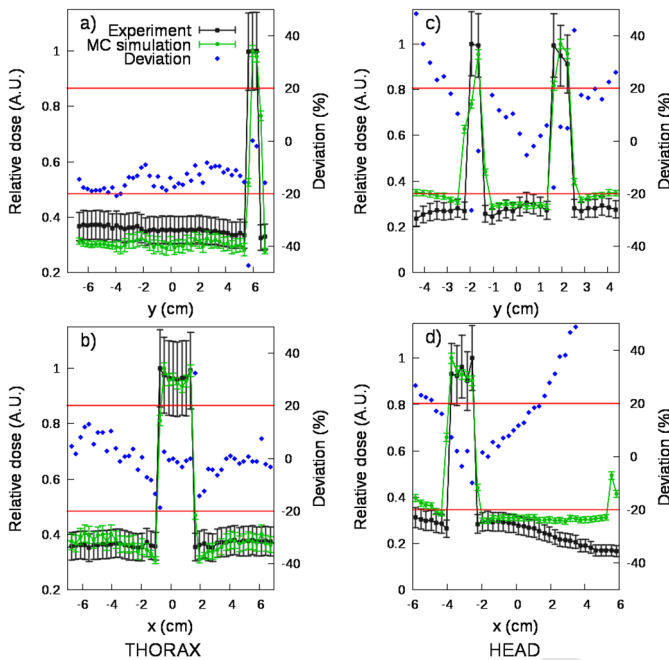 a)
Experiment
MC simulation
Deviation
Relative dose (A.U.)
1
0.8
0.6
0.4
0.2
40
20
0
-20
-40
Deviation (%)
-6 -4 -2 0 2 4 6
y (cm)
c)
Relative dose (A.U.)
1
0.8
0.6
0.4
0.2
0
40
20
0
-20
-40
Deviation (%)
-4 -3 -2 -1 0 1 2 3 4
y (cm)
b)
Relative dose (A.U.)
1
0.8
0.6
0.4
0.2
40
20
0
-20
-40
Deviation (%)
-6 -4 -2 0 2 4 6
x (cm)
THORAX
d)
Relative dose (A.U.)
1
0.8
0.6
0.4
0.2
0
40
20
0
-20
-40
Deviation (%)
-6 -4 -2 0 2 4 6
x (cm)
HEAD